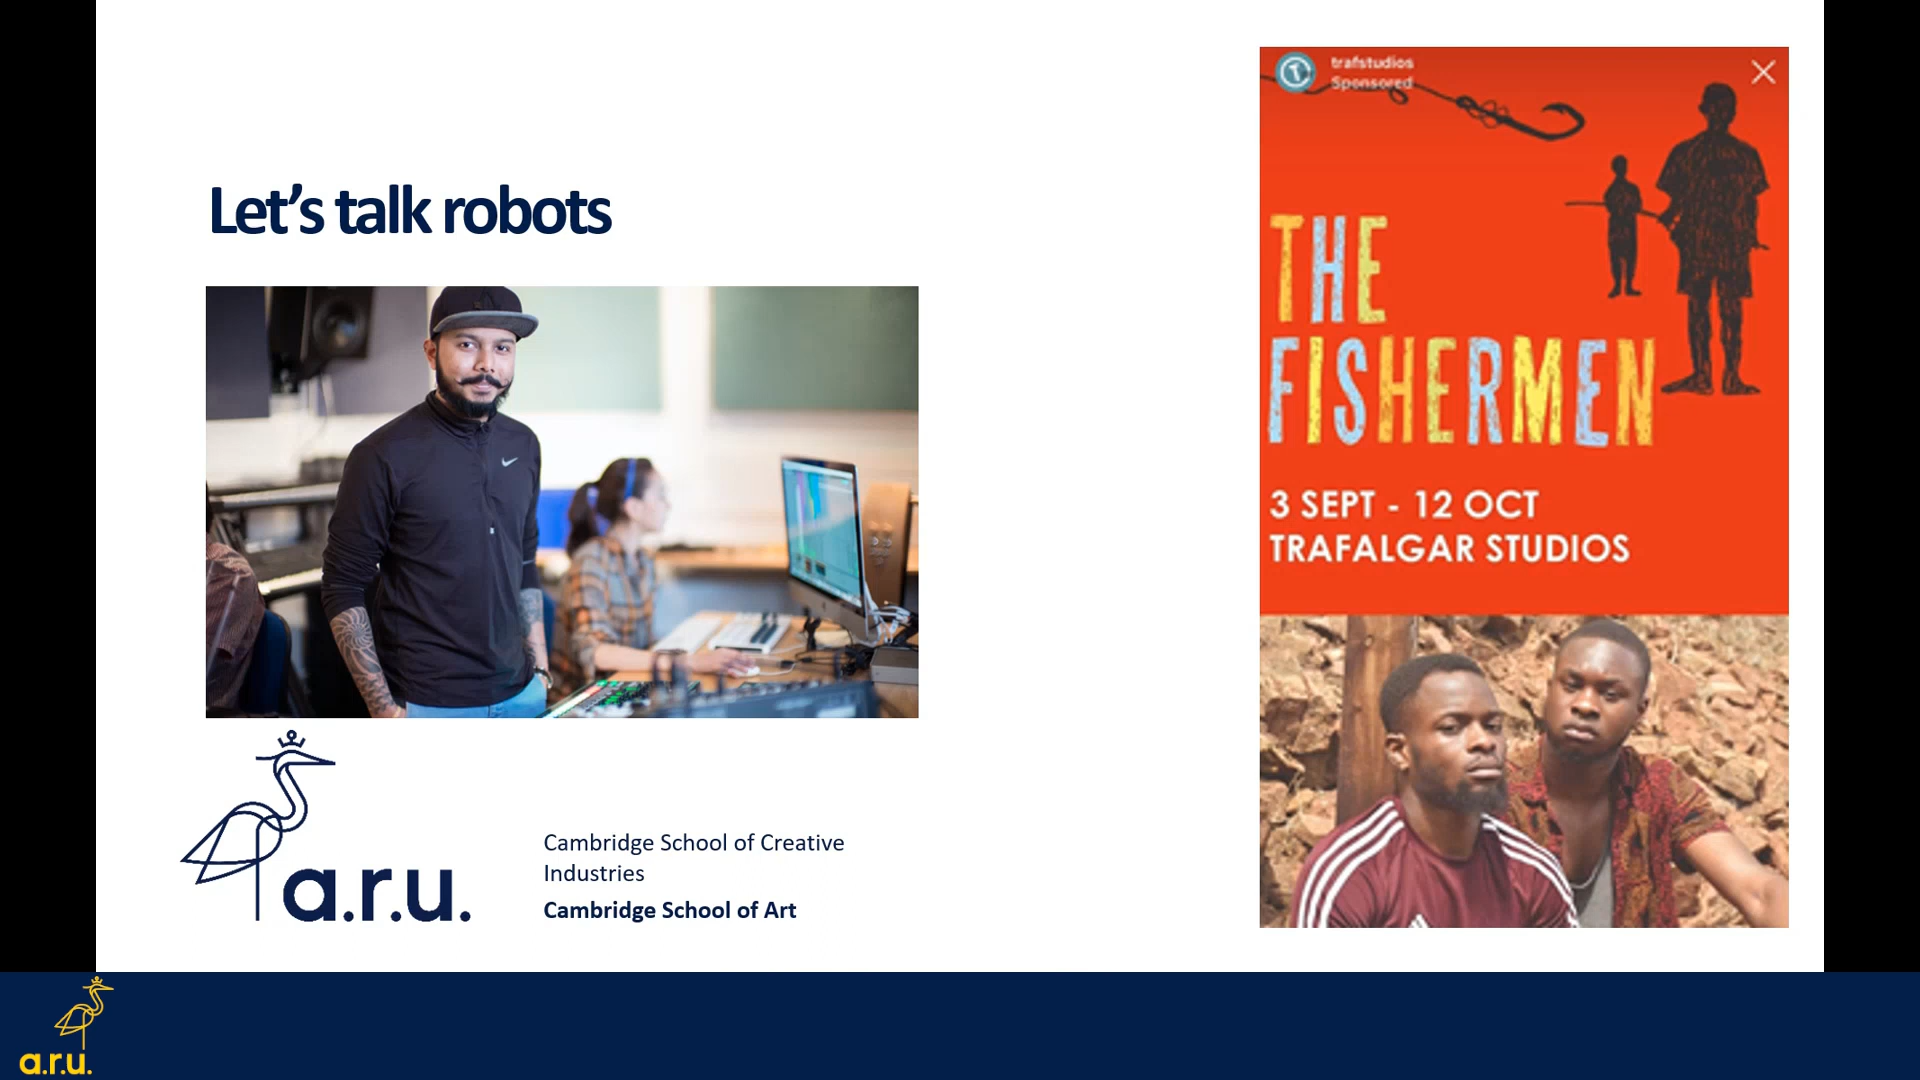 Let's talk robots
a.r.u.
Cambridge School of Creative
Industries
Cambridge School of Art
trafstudios
Sponsored
THE
FISHERMEN
3 SEPT - 12 OCT
TRAFALGAR STUDIOS
a.r.u.